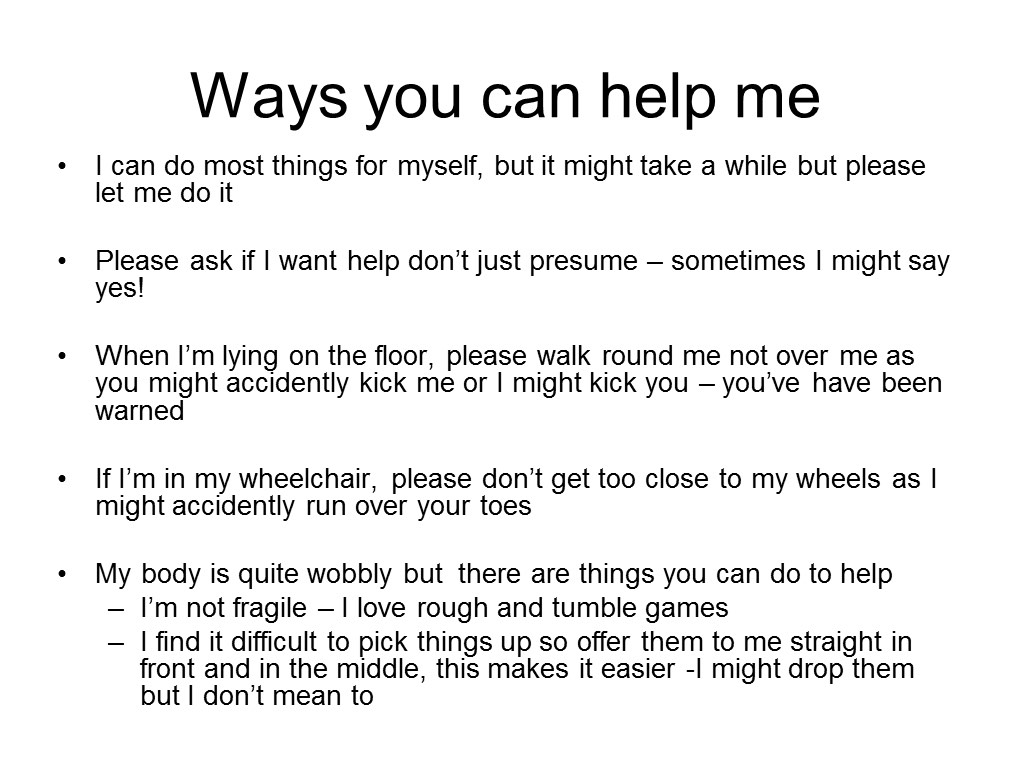 Ways you can help me
• I can do most things for myself, but it might take a while but please
let me do it
• Please ask if I want help don’t just presume – sometimes I might say
yes!
• When I’m lying on the floor, please walk round me not over me as
you might accidently kick me or I might kick you – you’ve have been
warned
• If I’m in my wheelchair, please don’t get too close to my wheels as I
might accidently run over your toes
• My body is quite wobbly but there are things you can do to help
– I’m not fragile – I love rough and tumble games
– I find it difficult to pick things up so offer them to me straight in
front and in the middle, this makes it easier -I might drop them
but I don’t mean to